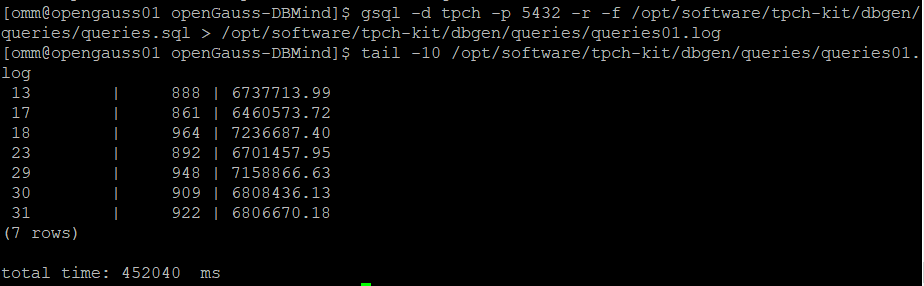 [omm@opengauss01 openGauss-DBMind]$ gsql -d tpch -p 5432 -r -f /opt/software/tpch-kit/dbgen/
queries/queries.sql > /opt/software/tpch-kit/dbgen/queries/queries01.log
[omm@opengauss01 openGauss-DBMind]$ tail -10 /opt/software/tpch-kit/dbgen/queries/queries01.
log
 13        |     888 | 6737713.99
 17        |     861 | 6460573.72
 18        |     964 | 7236687.40
 23        |     892 | 6701457.95
 29        |     948 | 7158866.63
 30        |     909 | 6808436.13
 31        |     922 | 6806670.18
(7 rows)
total time: 452040  ms